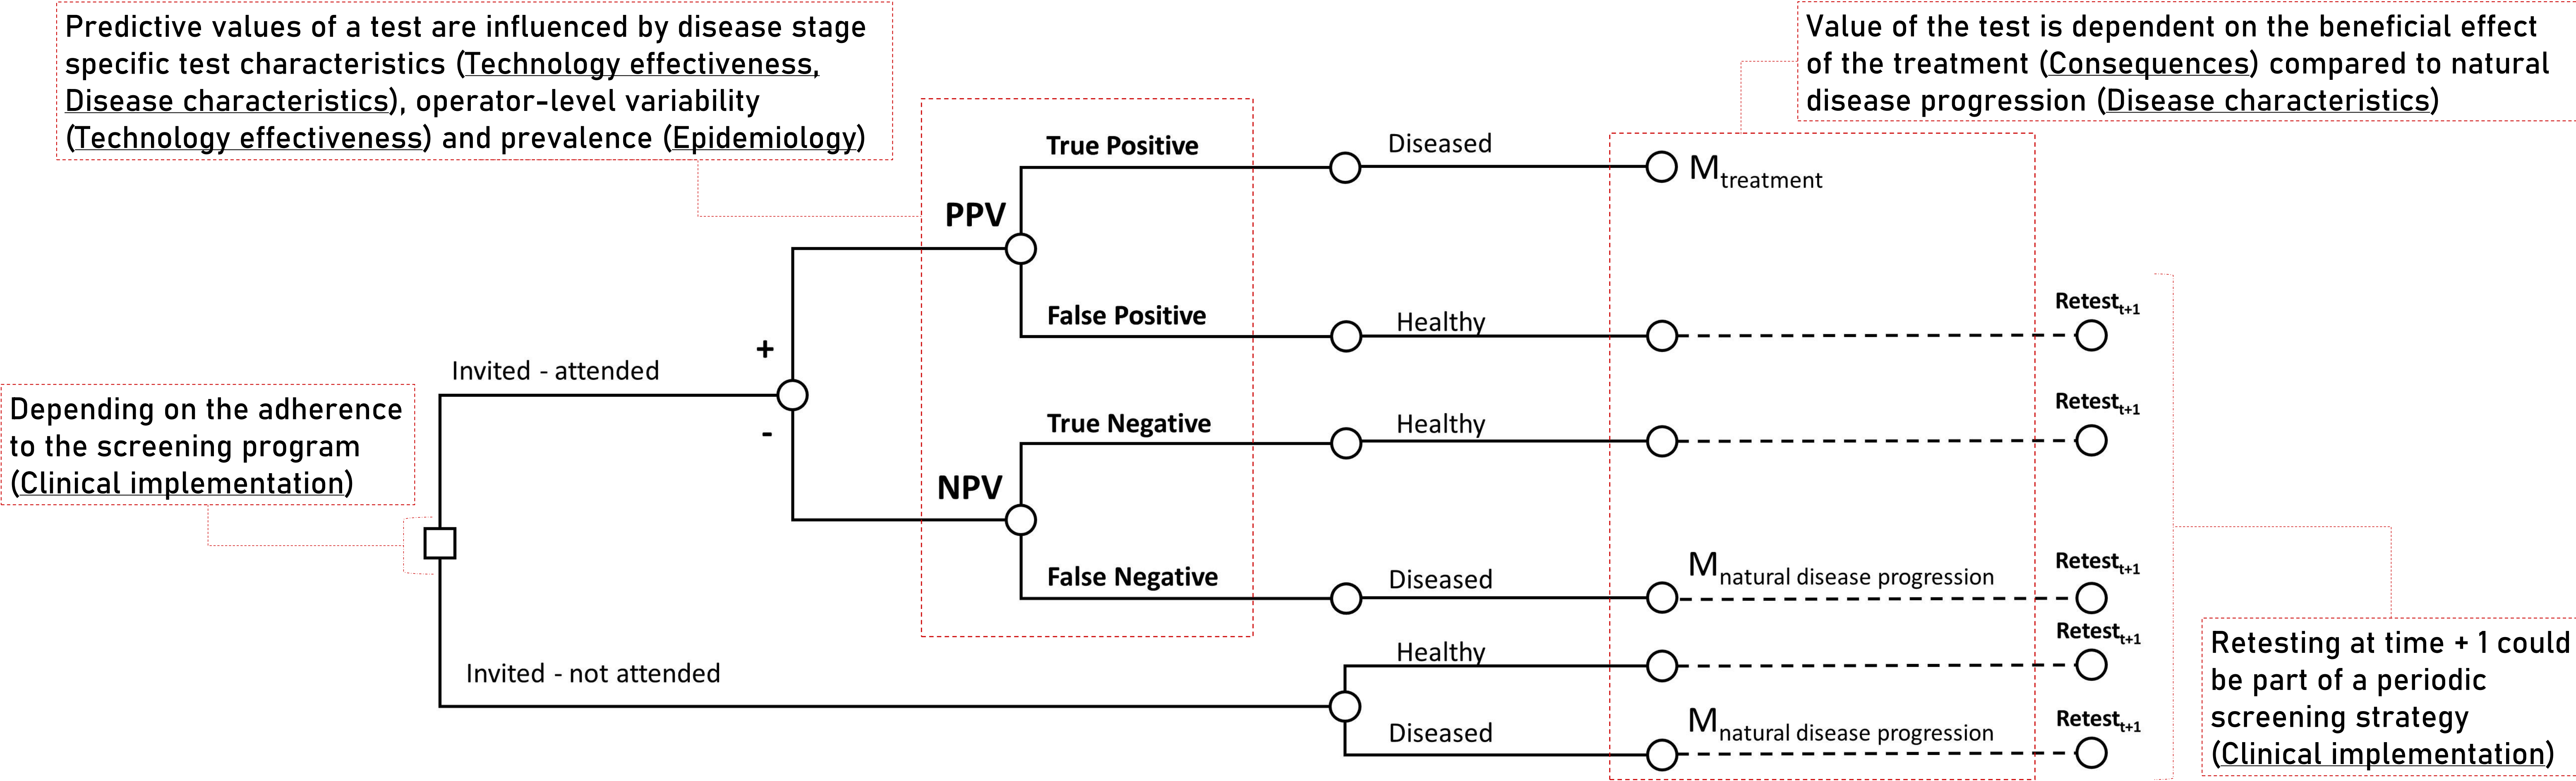 Predictive values of a test are influenced by disease stage
specific test characteristics (Technology effectiveness,
Disease characteristics), operator-level variability
(Technology effectiveness) and prevalence (Epidemiology)
Value of the test is dependent on the beneficial effect
of the treatment (Consequences) compared to natural
disease progression (Disease characteristics)
True Positive
Diseased
Mtreatment
PPV
False Positive
Healthy
Retestt+1
+
Invited - attended
Depending on the adherence
to the screening program
(Clinical implementation)
-
True Negative
Healthy
Retestt+1
NPV
False Negative
Diseased
Mnatural disease progression
Retestt+1
Invited - not attended
Healthy
Retestt+1
Diseased
Mnatural disease progression
Retestt+1
Retesting at time + 1 could
be part of a periodic
screening strategy
(Clinical implementation)